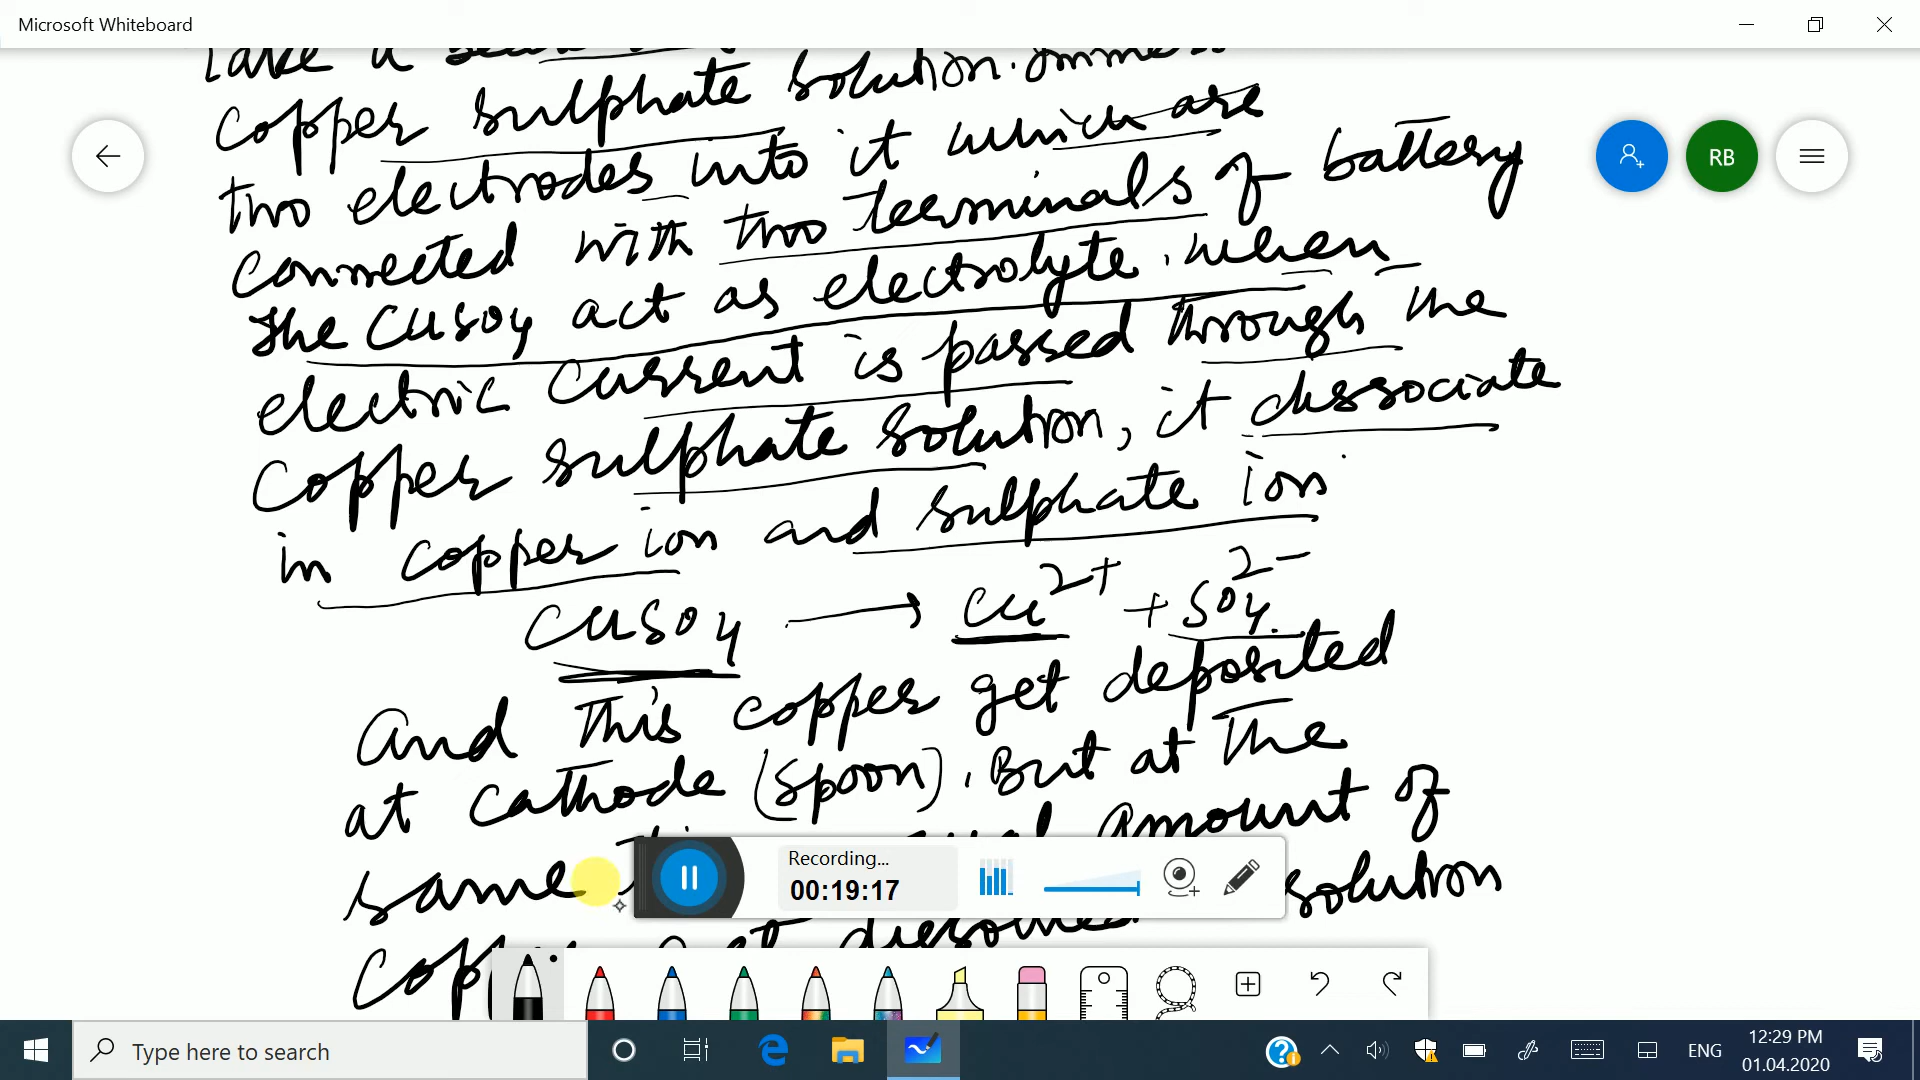 Microsoft Whiteboard
Take a
copper sulphate solution.
two electrodes into it which are
connected with two terminals of battery
the CUSO4 act as electrolyte. when
electric current is passed through the
copper sulphate solution, it dissociate
in copper ion and sulphate ion
CUSO4 → Cu2+ + SO42-
And this copper get deposited
at cathode (spoon). But at the
same amount of
solution
RB
Recording...
00:19:17
Type here to search
ENG
12:29 PM
01.04.2020